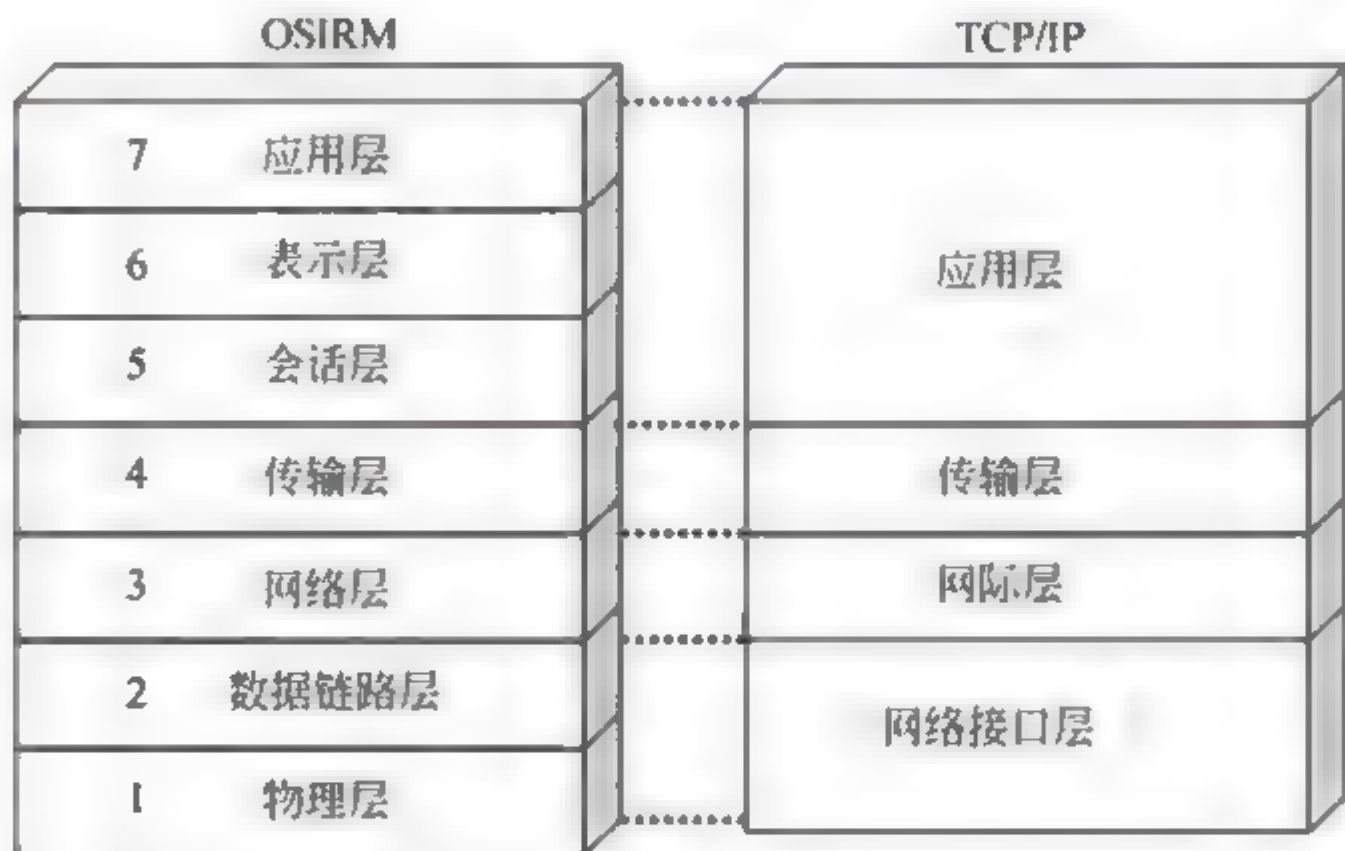 OSIRM
7 应用层
6 表示层
5 会话层
4 传输层
3 网络层
2 数据链路层
1 物理层
TCP/IP
应用层
传输层
网际层
网络接口层